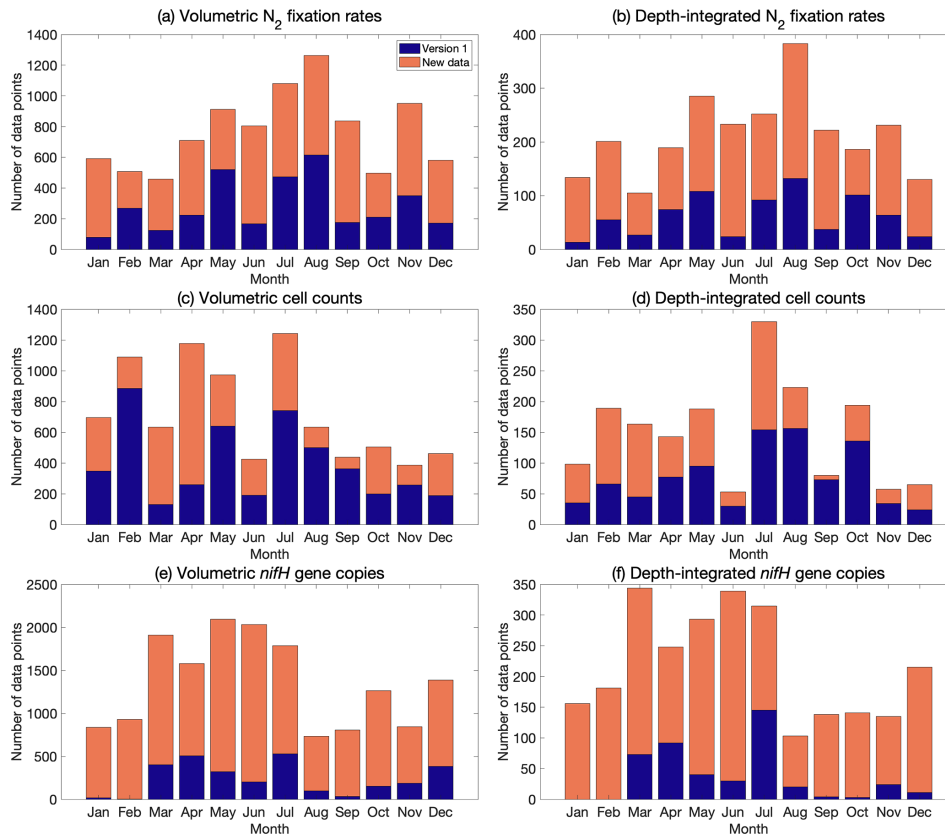 (a) Volumetric N2 fixation rates
Number of data points
1400
1200
1000
800
600
400
200
0
Version 1
New data
Jan Feb Mar Apr May Jun Jul Aug Sep Oct Nov Dec
Month
(b) Depth-integrated N2 fixation rates
Number of data points
400
300
200
100
0
Jan Feb Mar Apr May Jun Jul Aug Sep Oct Nov Dec
Month
(c) Volumetric cell counts
Number of data points
1400
1200
1000
800
600
400
200
0
Jan Feb Mar Apr May Jun Jul Aug Sep Oct Nov Dec
Month
(d) Depth-integrated cell counts
Number of data points
350
300
250
200
150
100
50
0
Jan Feb Mar Apr May Jun Jul Aug Sep Oct Nov Dec
Month
(e) Volumetric nifH gene copies
Number of data points
2500
2000
1500
1000
500
0
Jan Feb Mar Apr May Jun Jul Aug Sep Oct Nov Dec
Month
(f) Depth-integrated nifH gene copies
Number of data points
350
300
250
200
150
100
50
0
Jan Feb Mar Apr May Jun Jul Aug Sep Oct Nov Dec
Month